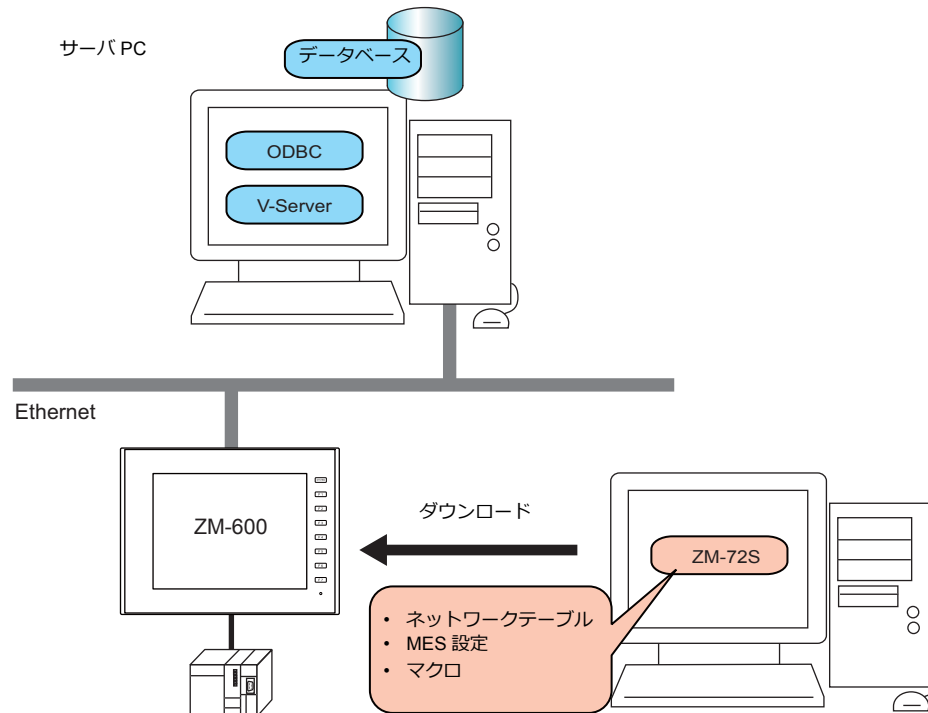 サーバ PC
データベース
ODBC
V-Server
Ethernet
ZM-600
ダウンロード
ZM-72S
• ネットワークテーブル
• MES 設定
• マクロ